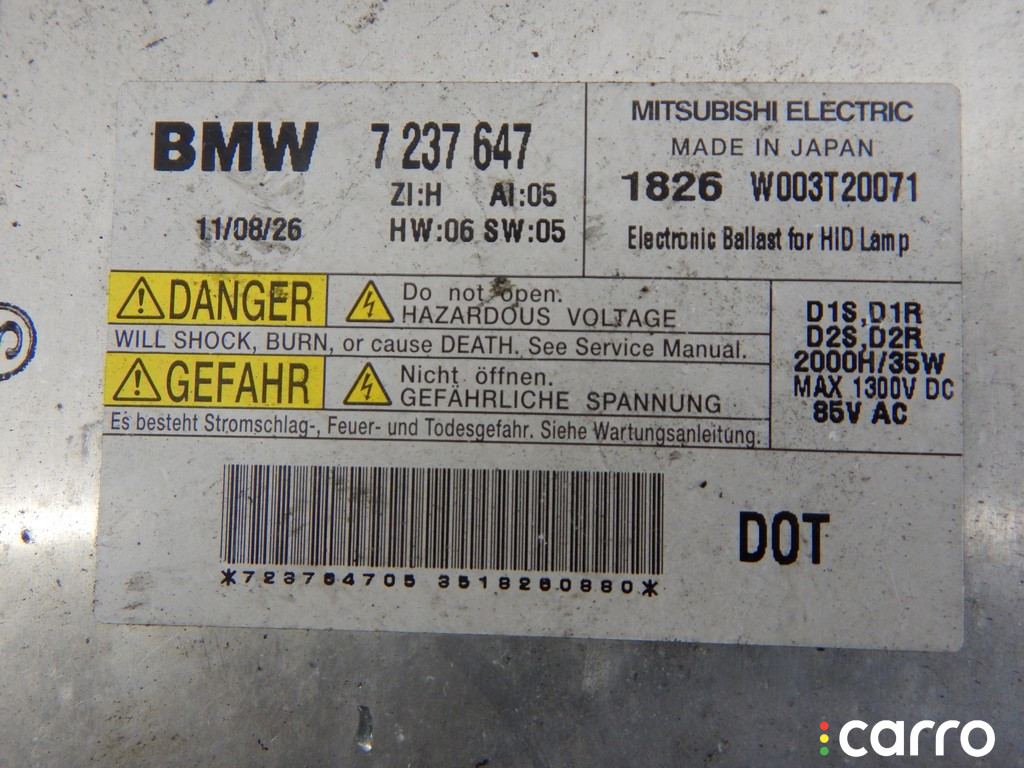 BMW 7 237 647
ZI:H AI:05
11/08/26 HW:06 SW:05
MITSUBISHI ELECTRIC
MADE IN JAPAN
1826 W003T20071
Electronic Ballast for HID Lamp
DANGER
Do not open.
HAZARDOUS VOLTAGE
WILL SHOCK, BURN, or cause DEATH. See Service Manual.
GEFAHR
Nicht öffnen.
GEFÄHRLICHE SPANNUNG
Es besteht Stromschlag-, Feuer- und Todesgefahr. Siehe Wartungsanleitung.
D1S,D1R
D2S,D2R
2000H/35W
MAX 1300V DC
85V AC
*723764705 3518260880*
DOT
carro